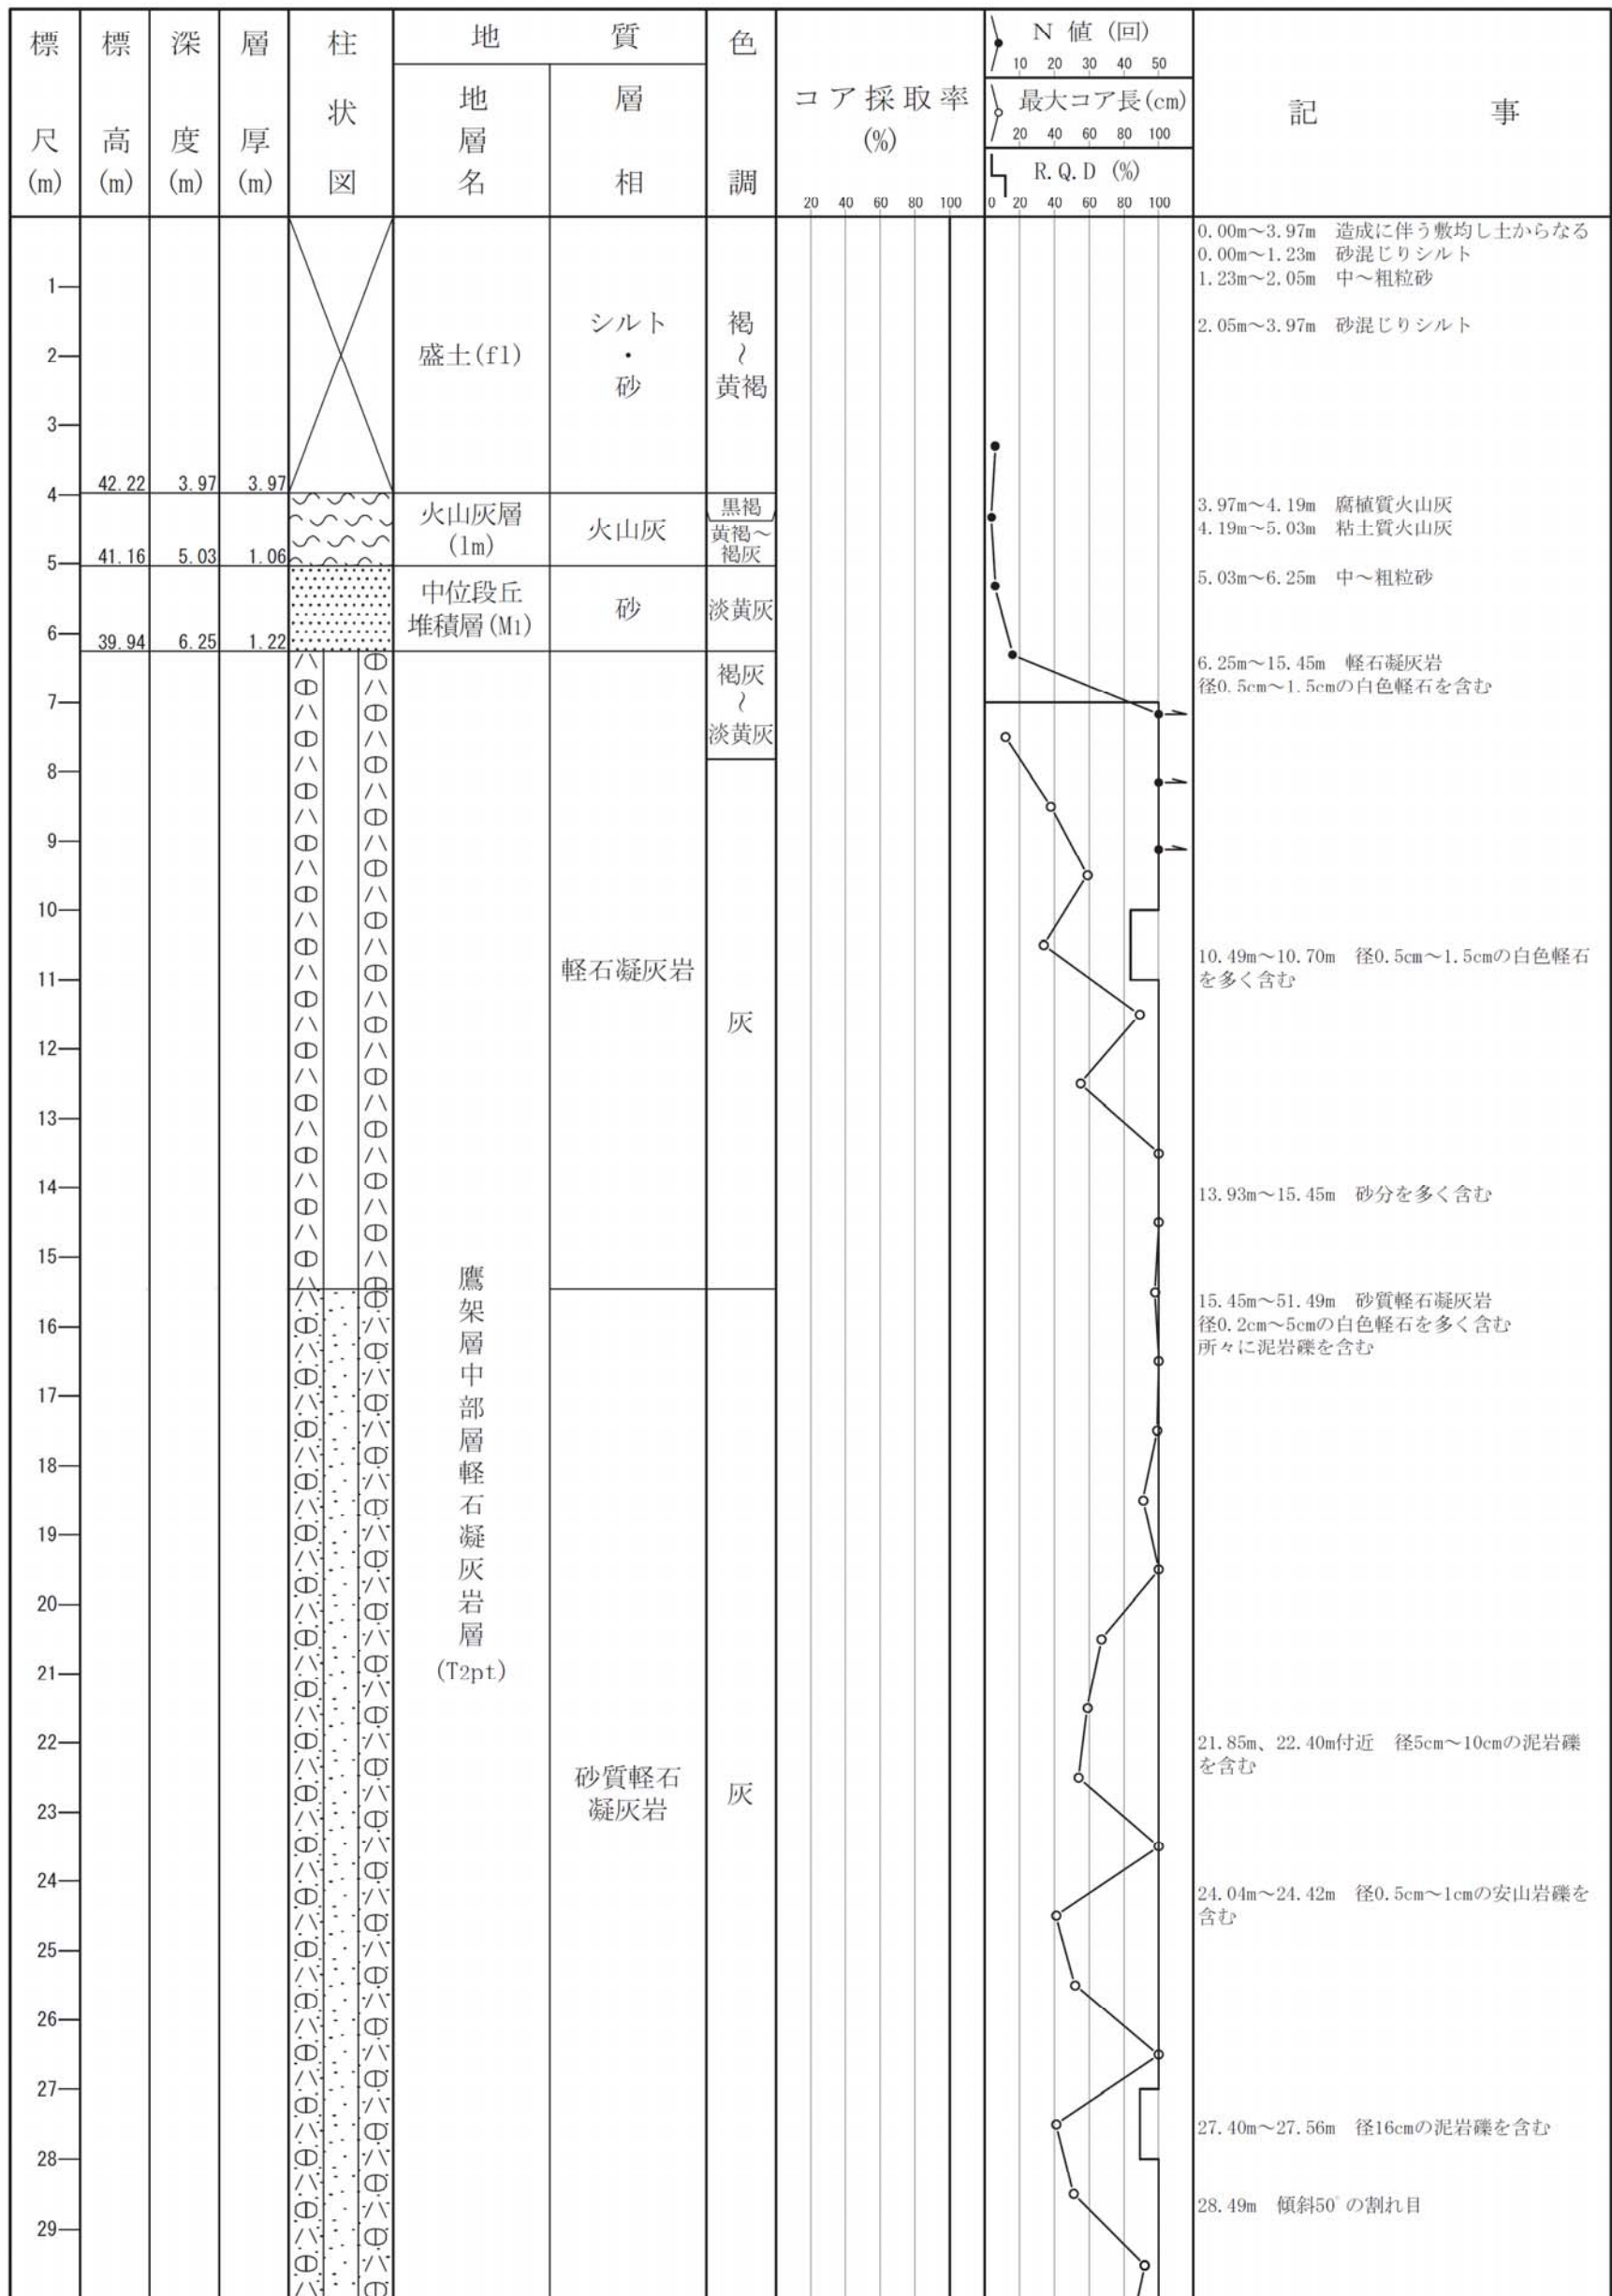 標尺(m)
標高(m)
深度(m)
層厚(m)
柱状図
地質
地層名
層相
色調
コア採取率
(%)
20 40 60 80 100
N 値 (回)
10 20 30 40 50
最大コア長(cm)
20 40 60 80 100
R.Q.D (%)
0 20 40 60 80 100
記事
0.00m～3.97m 造成に伴う敷均し土からなる
0.00m～1.23m 砂混じりシルト
1.23m～2.05m 中～粗粒砂
1
2.05m～3.97m 砂混じりシルト
シルト
・
砂
褐
～
黄褐
2
盛土(fl)
3
42.22 3.97 3.97
4
火山灰層
(lm)
火山灰
黒褐
黄褐～
褐灰
3.97m～4.19m 腐植質火山灰
4.19m～5.03m 粘土質火山灰
41.16 5.03 1.06
5
中位段丘
堆積層(M1)
砂
淡黄灰
5.03m～6.25m 中～粗粒砂
6
39.94 6.25 1.22
褐灰
～
淡黄灰
6.25m～15.45m 軽石凝灰岩
径0.5cm～1.5cmの白色軽石を含む
7
8
9
10
軽石凝灰岩
10.49m～10.70m 径0.5cm～1.5cmの白色軽石
を多く含む
11
灰
12
13
14
13.93m～15.45m 砂分を多く含む
15
鷹架層中部層軽石凝灰岩層
(T2pt)
15.45m～51.49m 砂質軽石凝灰岩
径0.2cm～5cmの白色軽石を多く含む
所々に泥岩礫を含む
16
17
18
19
20
21
22
21.85m、22.40m付近 径5cm～10cmの泥岩礫
を含む
砂質軽石
凝灰岩
灰
23
24
24.04m～24.42m 径0.5cm～1cmの安山岩礫を
含む
25
26
27
27.40m～27.56m 径16cmの泥岩礫を含む
28
28.49m 傾斜50°の割れ目
29